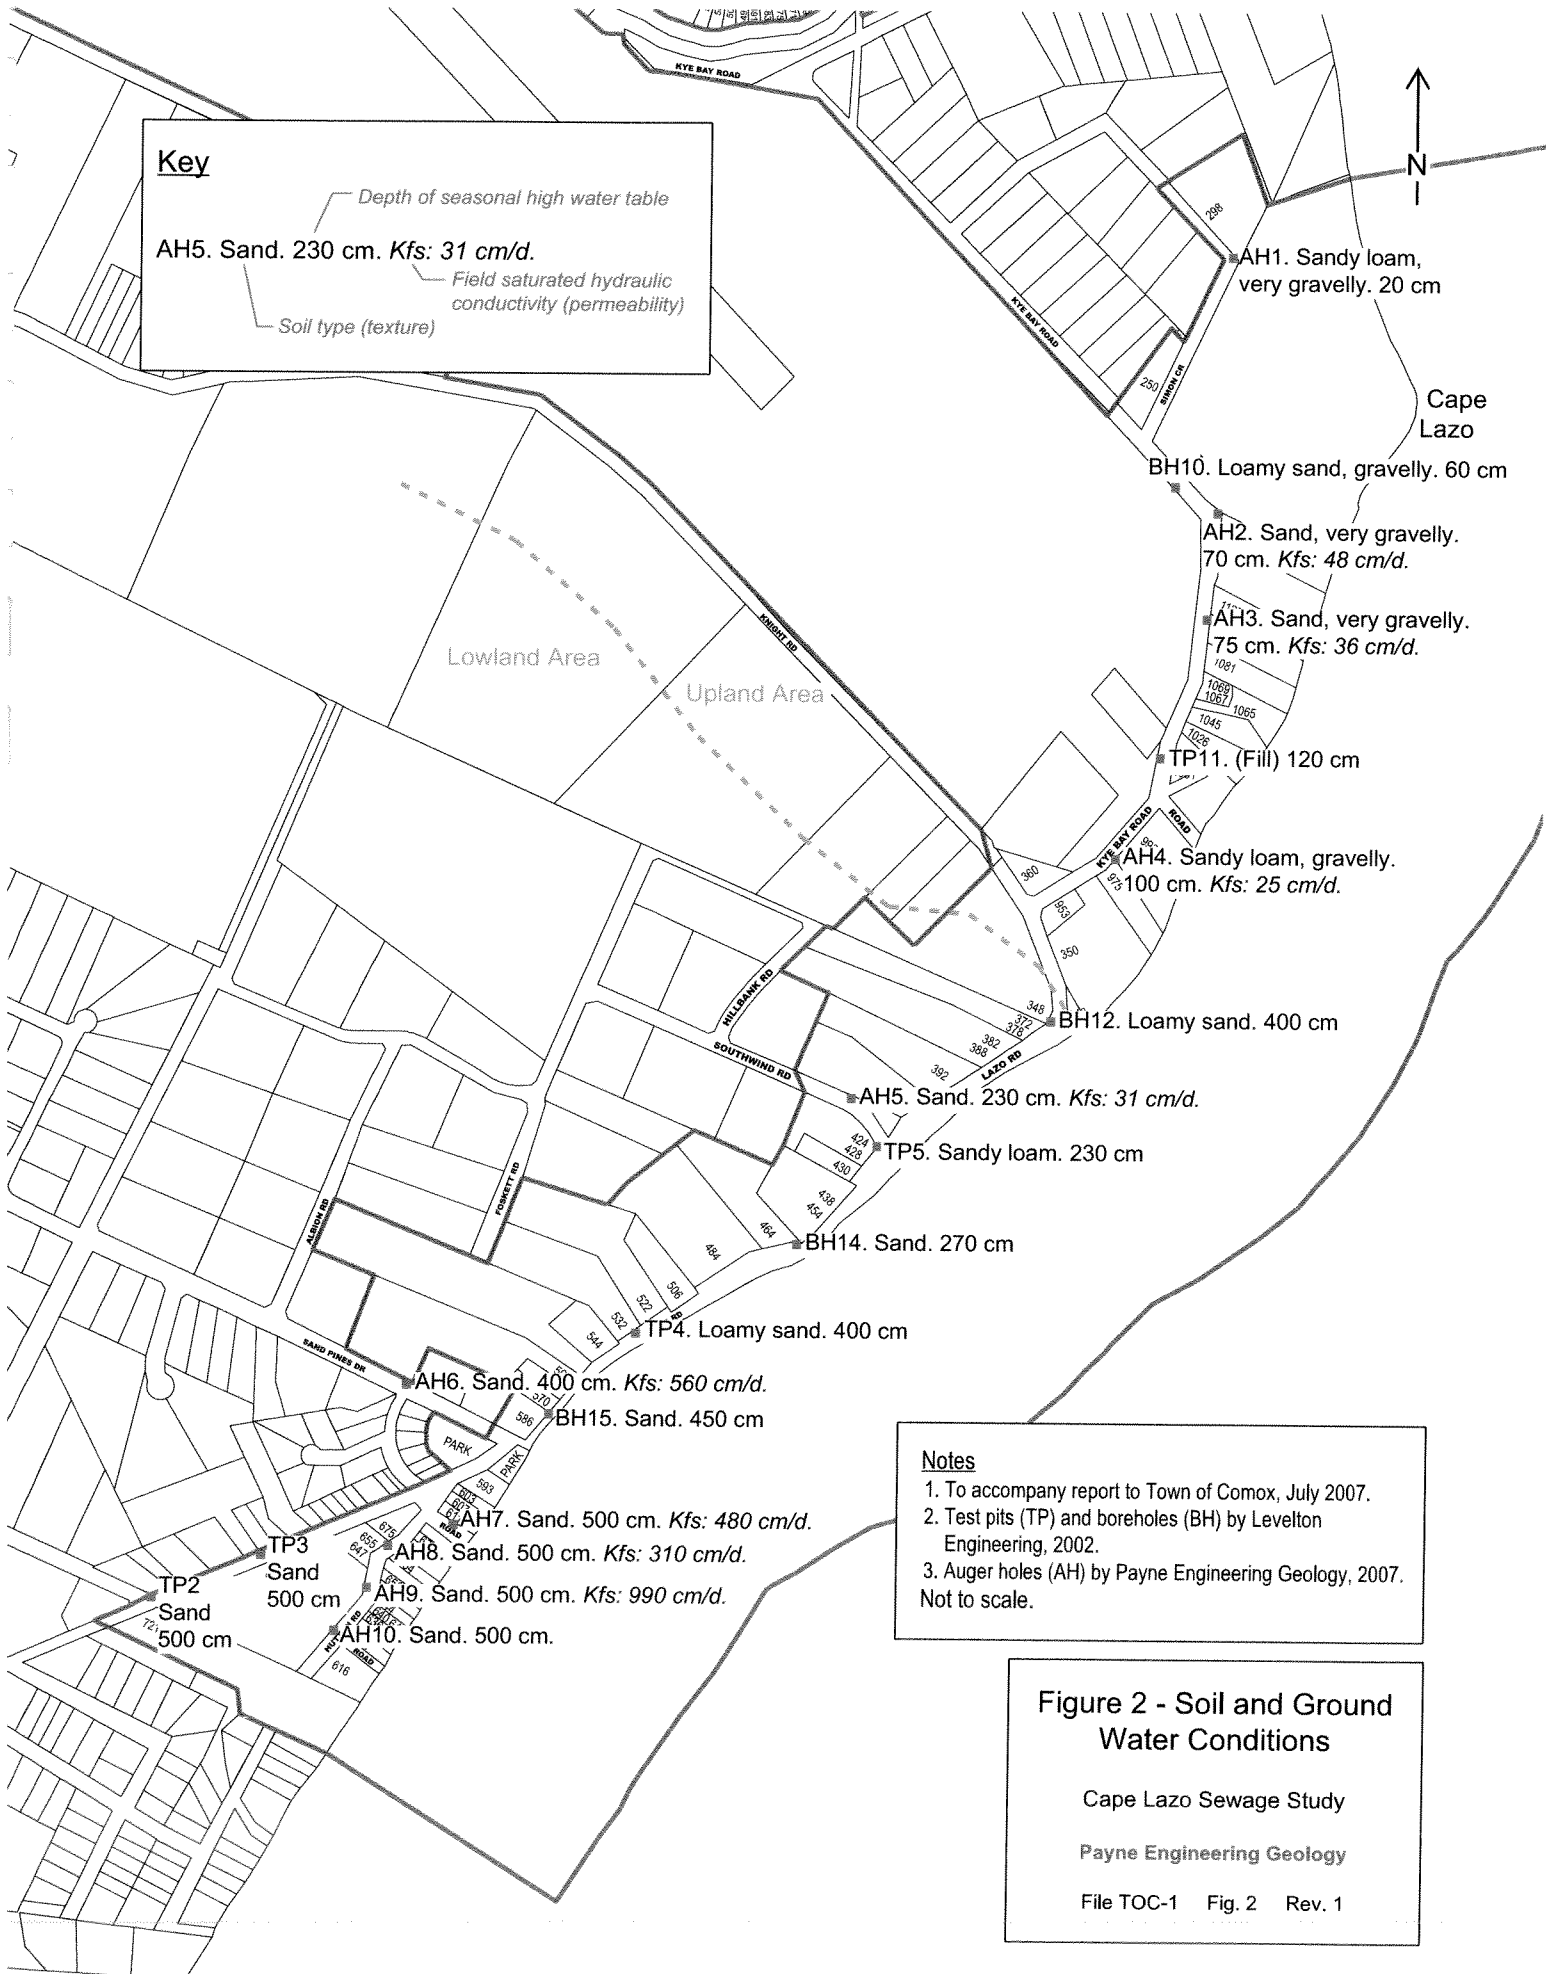 KYE BAY ROAD
Key
Depth of seasonal high water table
AH5. Sand. 230 cm. Kfs: 31 cm/d.
Field saturated hydraulic
conductivity (permeability)
Soil type (texture)
N
298
AH1. Sandy loam,
very gravelly. 20 cm
KYE BAY ROAD
250
SIMON CR
Cape
Lazo
BH10. Loamy sand, gravelly. 60 cm
AH2. Sand, very gravelly.
70 cm. Kfs: 48 cm/d.
AH3. Sand, very gravelly.
75 cm. Kfs: 36 cm/d.
KNIGHT RD
Lowland Area
Upland Area
1081
1069
1067
1065
1045
1026
TP11. (Fill) 120 cm
KYE BAY ROAD
ROAD
AH4. Sandy loam, gravelly.
100 cm. Kfs: 25 cm/d.
360
975
953
350
HILLBANK RD
348
372
378
BH12. Loamy sand. 400 cm
382
388
392
LAZO RD
SOUTHWIND RD
AH5. Sand. 230 cm. Kfs: 31 cm/d.
424
428
430
TP5. Sandy loam. 230 cm
438
454
464
484
BH14. Sand. 270 cm
FOSKETT RD
ALBION RD
506
522
532
544
TP4. Loamy sand. 400 cm
SAND PINES DR
AH6. Sand. 400 cm. Kfs: 560 cm/d.
570
586
BH15. Sand. 450 cm
PARK
PARK
593
603
AH7. Sand. 500 cm. Kfs: 480 cm/d.
ROAD
675
655
647
AH8. Sand. 500 cm. Kfs: 310 cm/d.
TP3
Sand
500 cm
AH9. Sand. 500 cm. Kfs: 990 cm/d.
TP2
Sand
500 cm
AH10. Sand. 500 cm.
ROAD
616
Notes
1. To accompany report to Town of Comox, July 2007.
2. Test pits (TP) and boreholes (BH) by Levelton
Engineering, 2002.
3. Auger holes (AH) by Payne Engineering Geology, 2007.
Not to scale.
Figure 2 - Soil and Ground
Water Conditions
Cape Lazo Sewage Study
Payne Engineering Geology
File TOC-1 Fig. 2 Rev. 1